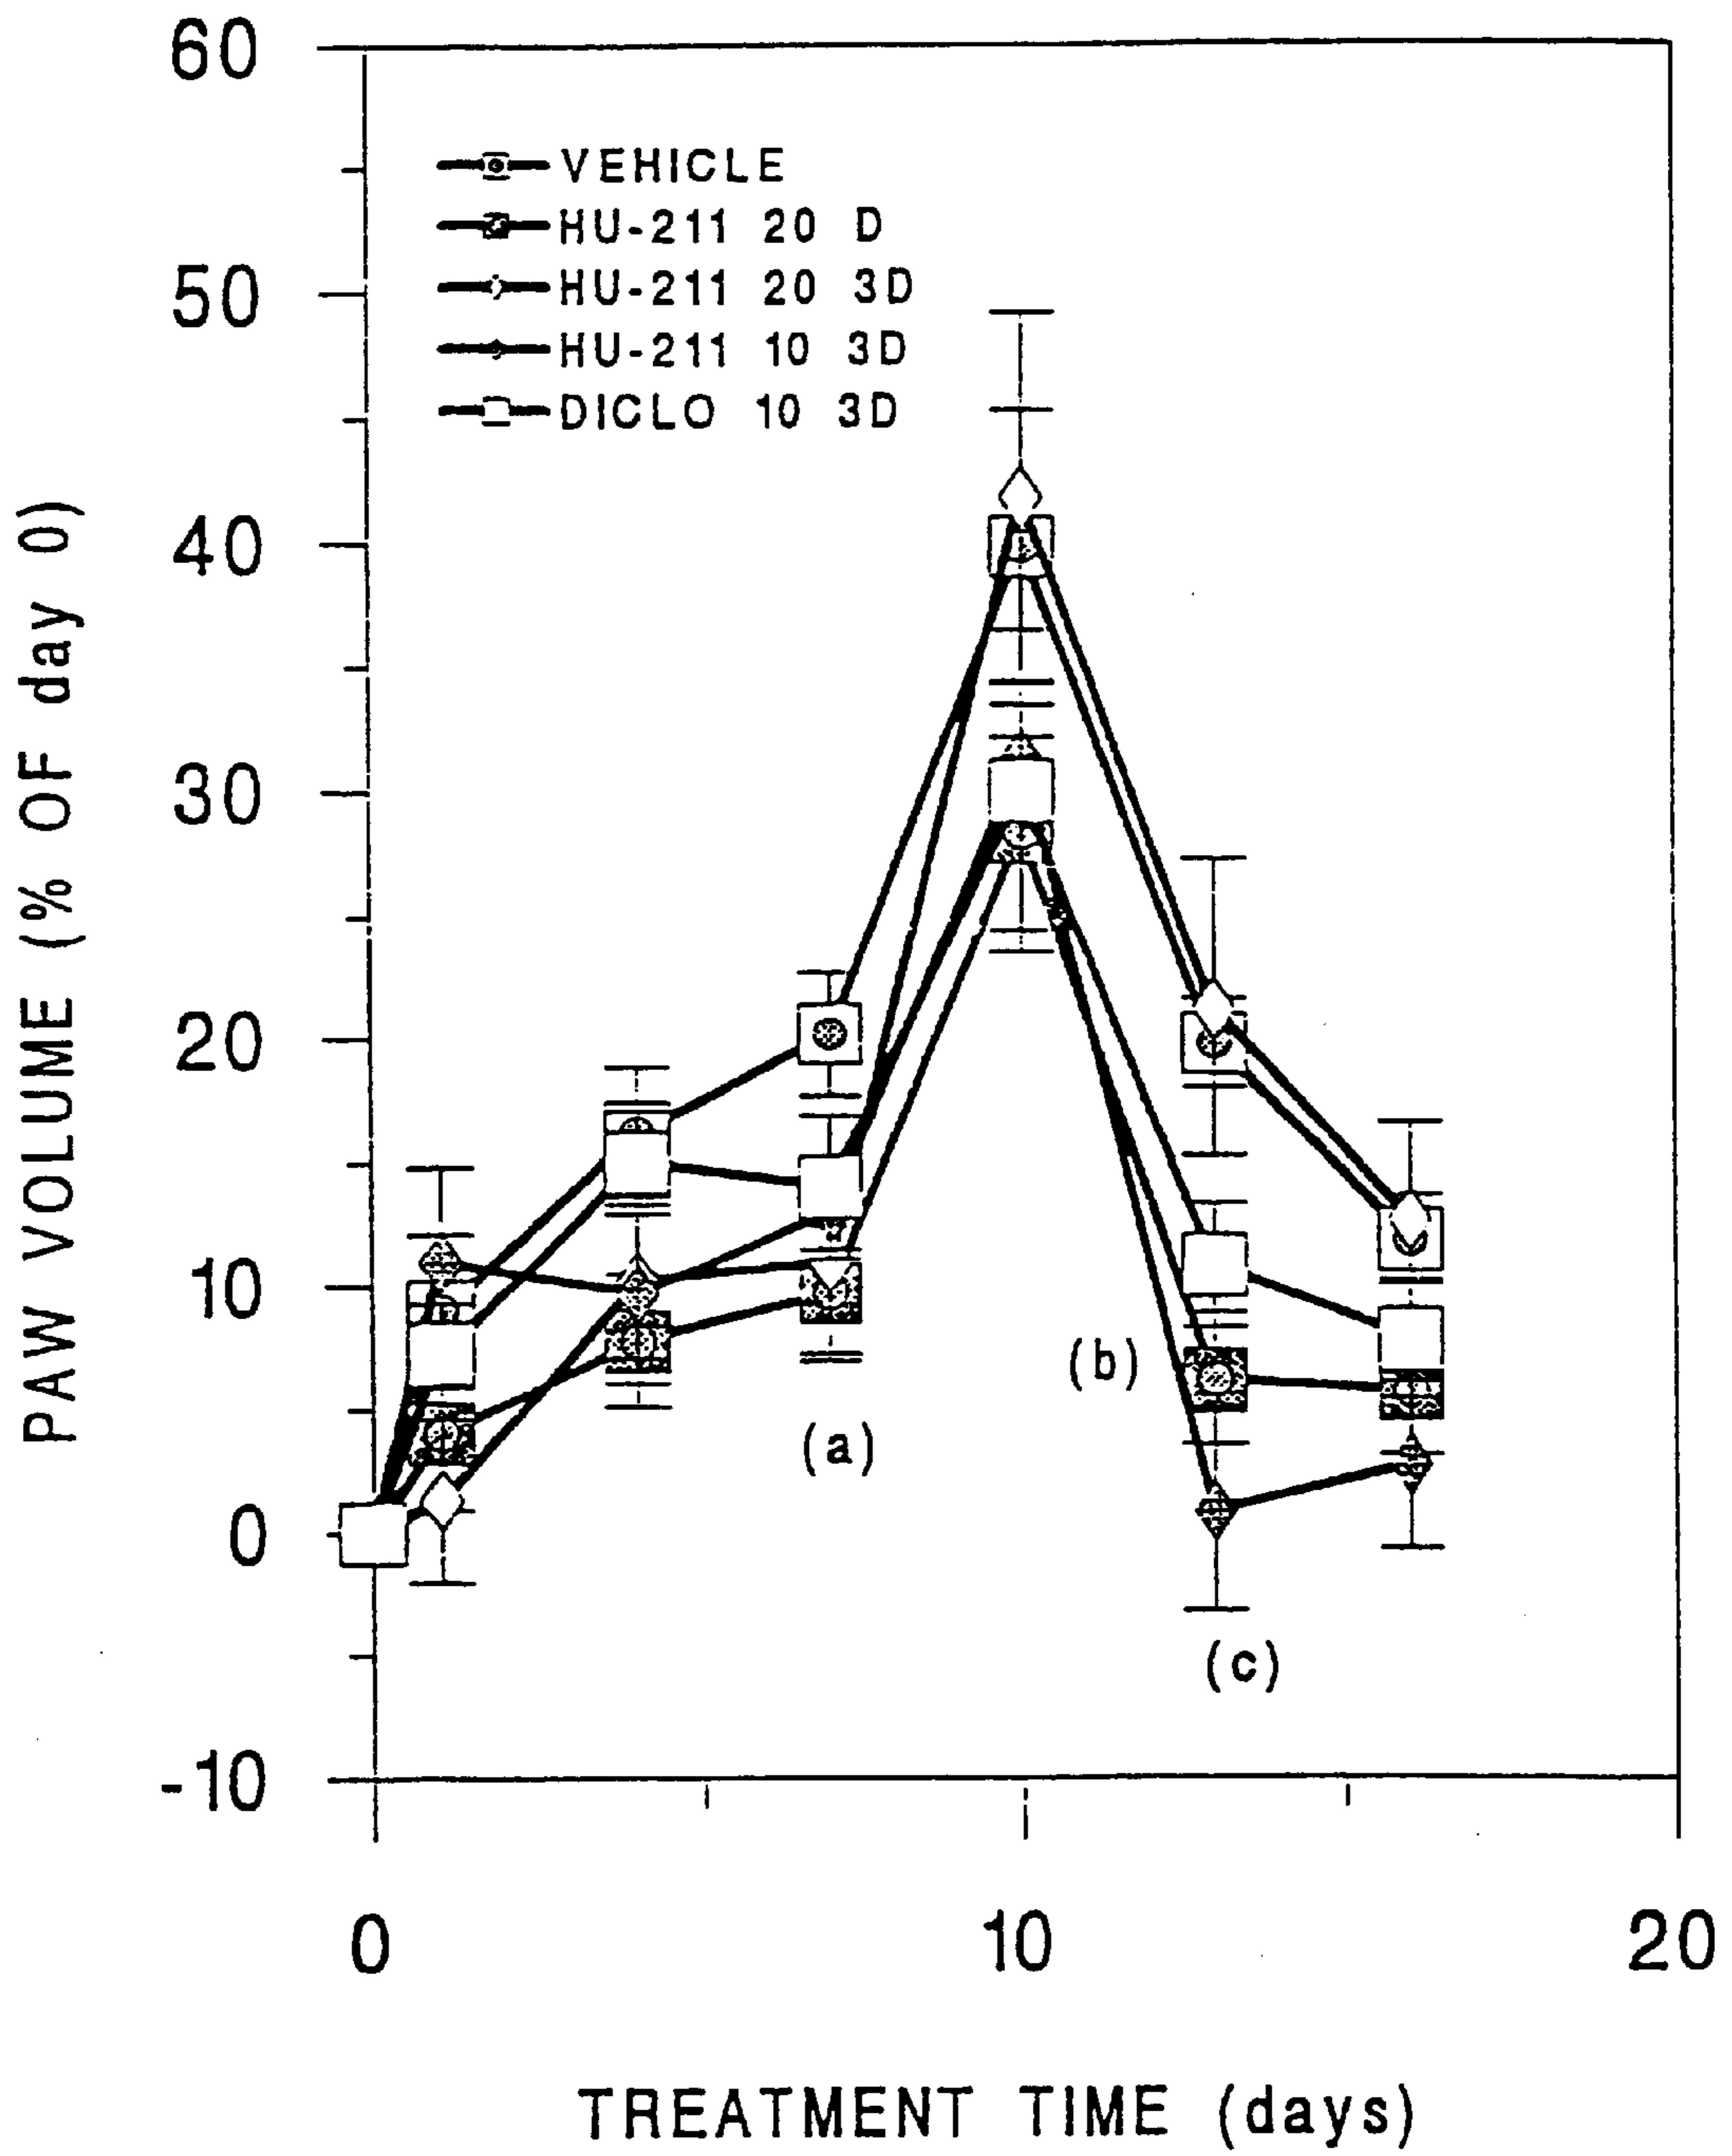 60
50
40
30
20
10
0
-10
PAW VOLUME (% OF day 0)
VEHICLE
HU-211 20 D
HU-211 20 3D
HU-211 10 3D
DICLO 10 3D
(a)
(b)
(c)
0 10 20
TREATMENT TIME (days)